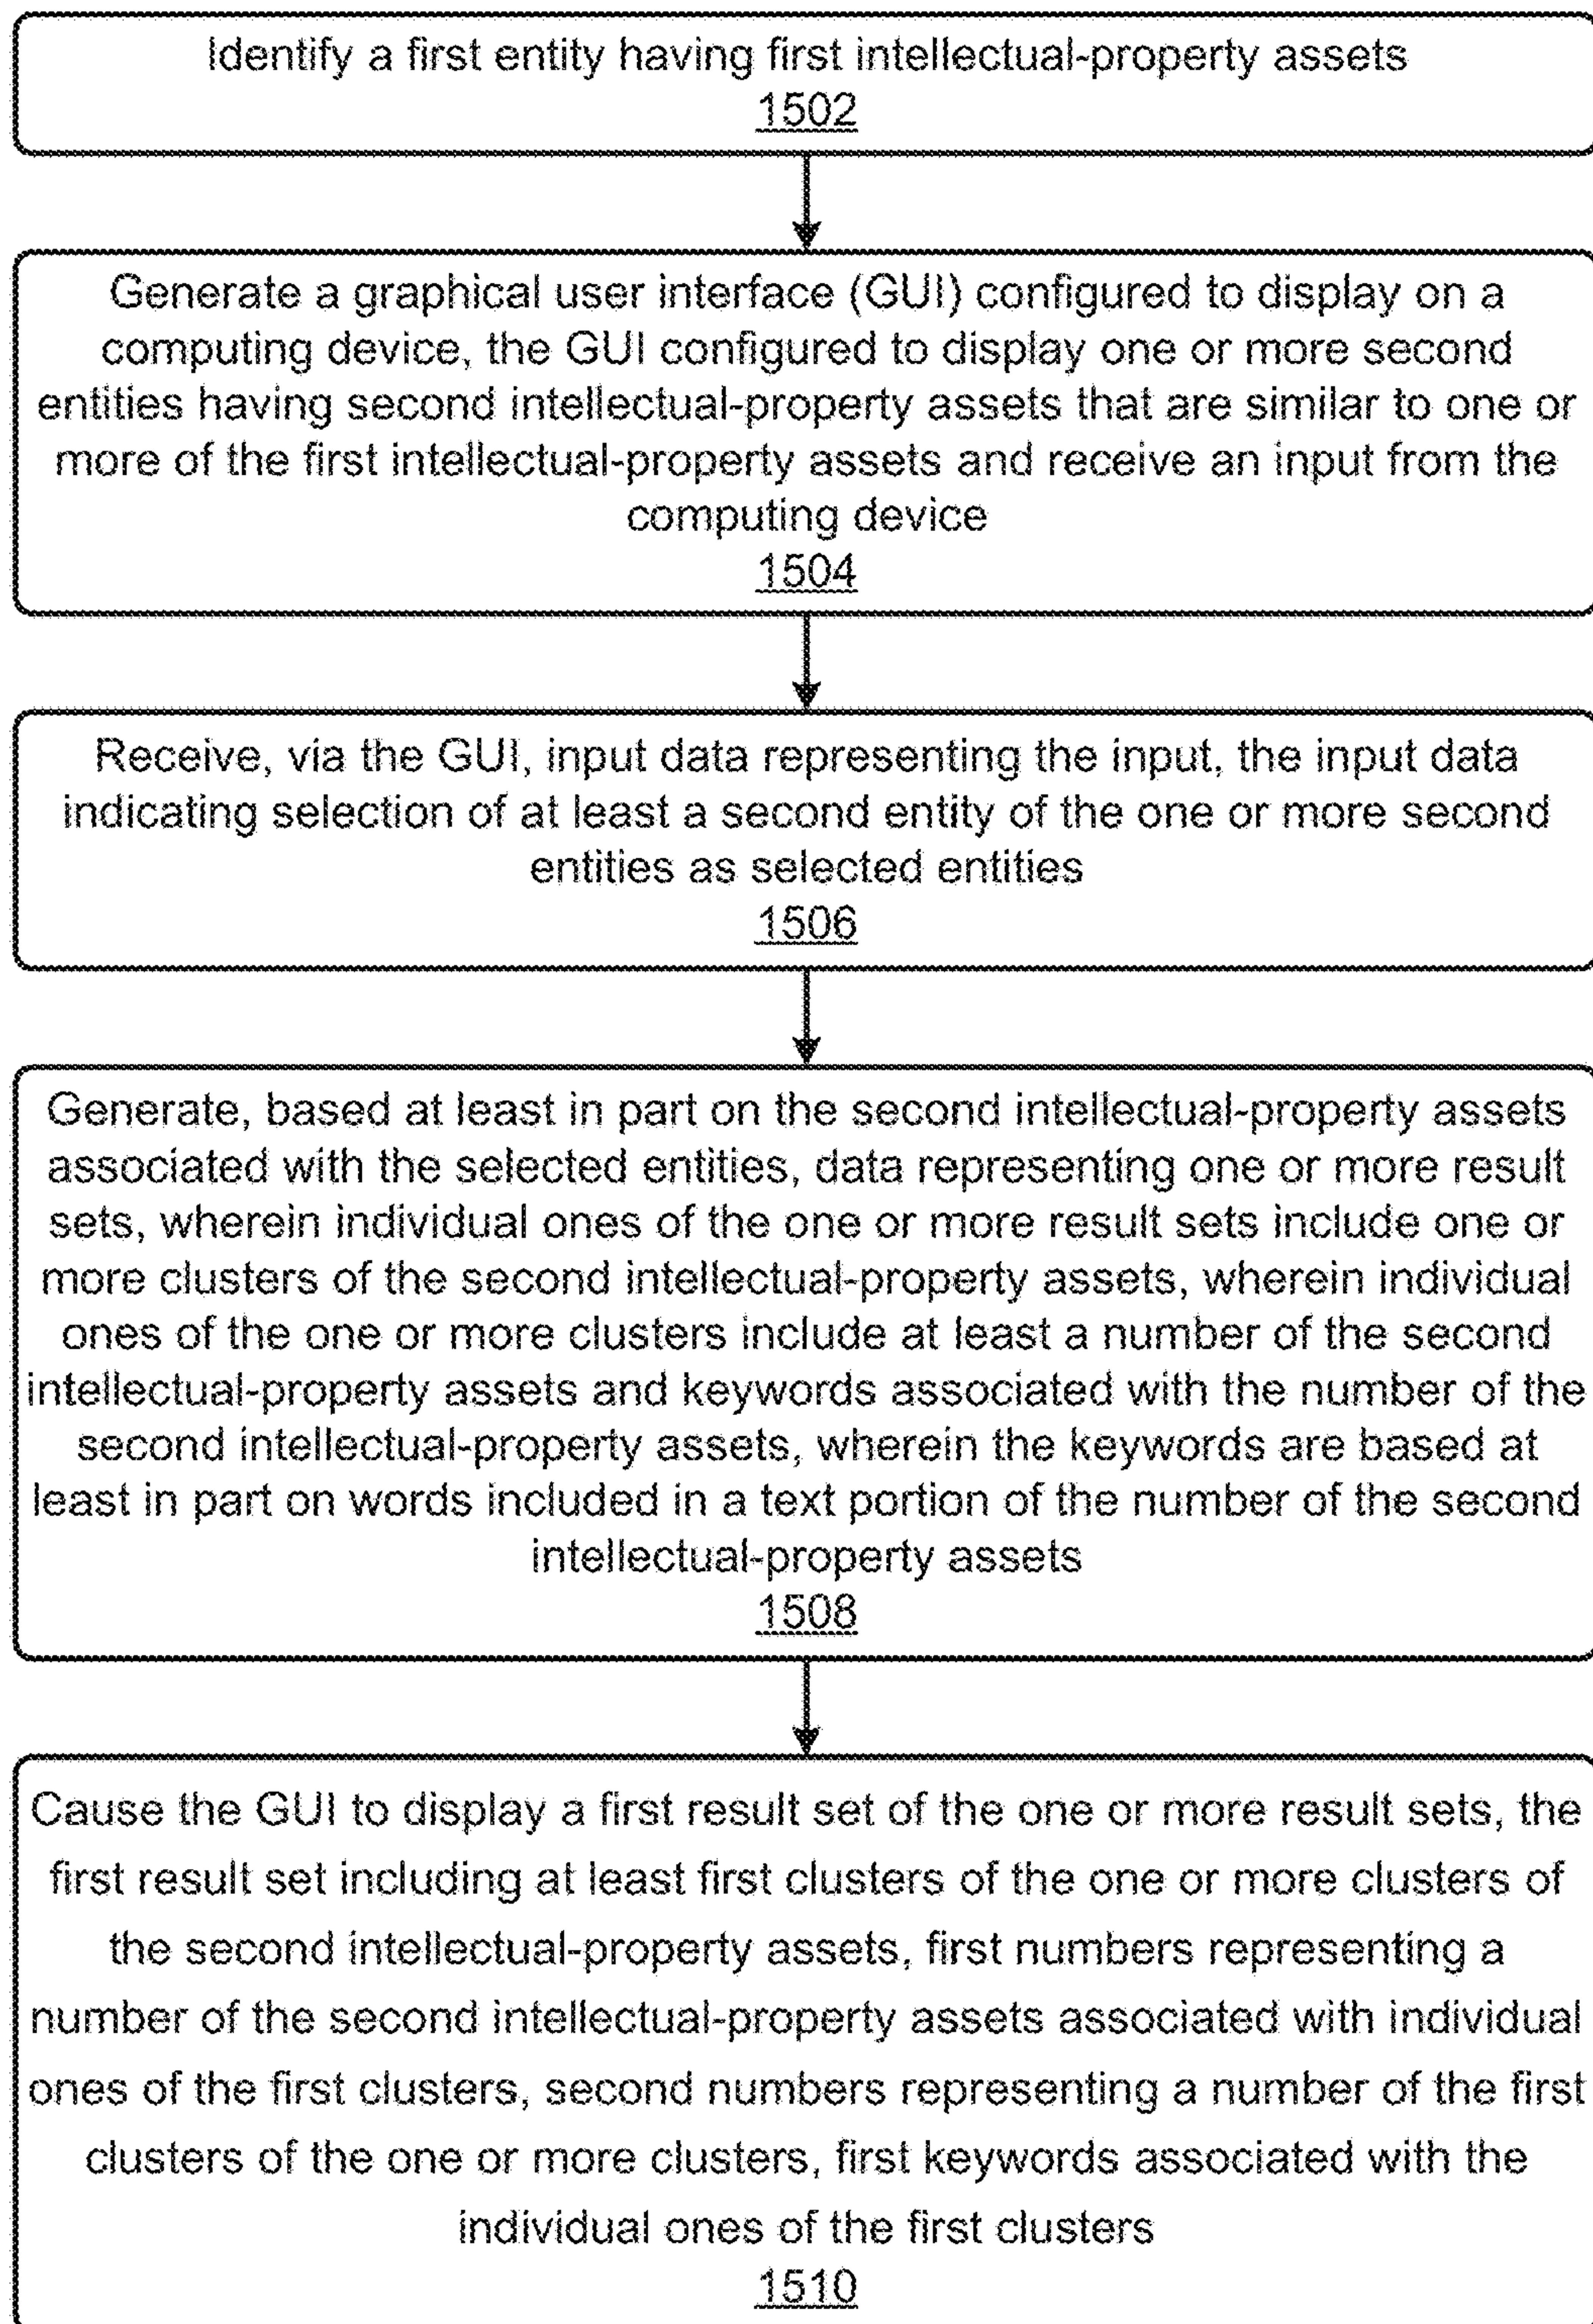 Identify a first entity having first intellectual-property assets
1502
Generate a graphical user interface (GUI) configured to display on a
computing device, the GUI configured to display one or more second
entities having second intellectual-property assets that are similar to one or
more of the first intellectual-property assets and receive an input from the
computing device
1504
Receive, via the GUI, input data representing the input, the input data
indicating selection of at least a second entity of the one or more second
entities as selected entities
1506
Generate, based at least in part on the second intellectual-property assets
associated with the selected entities, data representing one or more result
sets, wherein individual ones of the one or more result sets include one or
more clusters of the second intellectual-property assets, wherein individual
ones of the one or more clusters include at least a number of the second
intellectual-property assets and keywords associated with the number of the
second intellectual-property assets, wherein the keywords are based at
least in part on words included in a text portion of the number of the second
intellectual-property assets
1508
Cause the GUI to display a first result set of the one or more result sets, the
first result set including at least first clusters of the one or more clusters of
the second intellectual-property assets, first numbers representing a
number of the second intellectual-property assets associated with individual
ones of the first clusters, second numbers representing a number of the first
clusters of the one or more clusters, first keywords associated with the
individual ones of the first clusters
1510